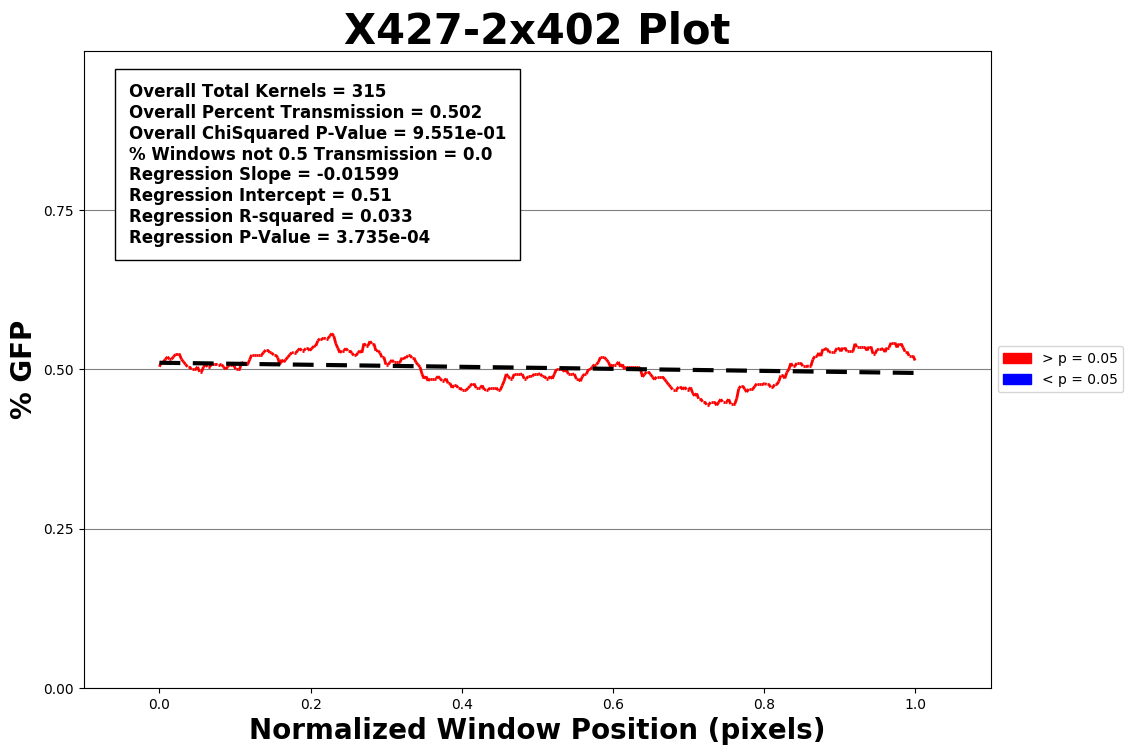 X427-2x402 Plot
Overall Total Kernels = 315
Overall Percent Transmission = 0.502
Overall ChiSquared P-Value = 9.551e-01
% Windows not 0.5 Transmission = 0.0
Regression Slope = -0.01599
Regression Intercept = 0.51
Regression R-squared = 0.033
Regression P-Value = 3.735e-04
% GFP
0.75
0.50
0.25
0.00
> p = 0.05
< p = 0.05
0.0 0.2 0.4 0.6 0.8 1.0
Normalized Window Position (pixels)